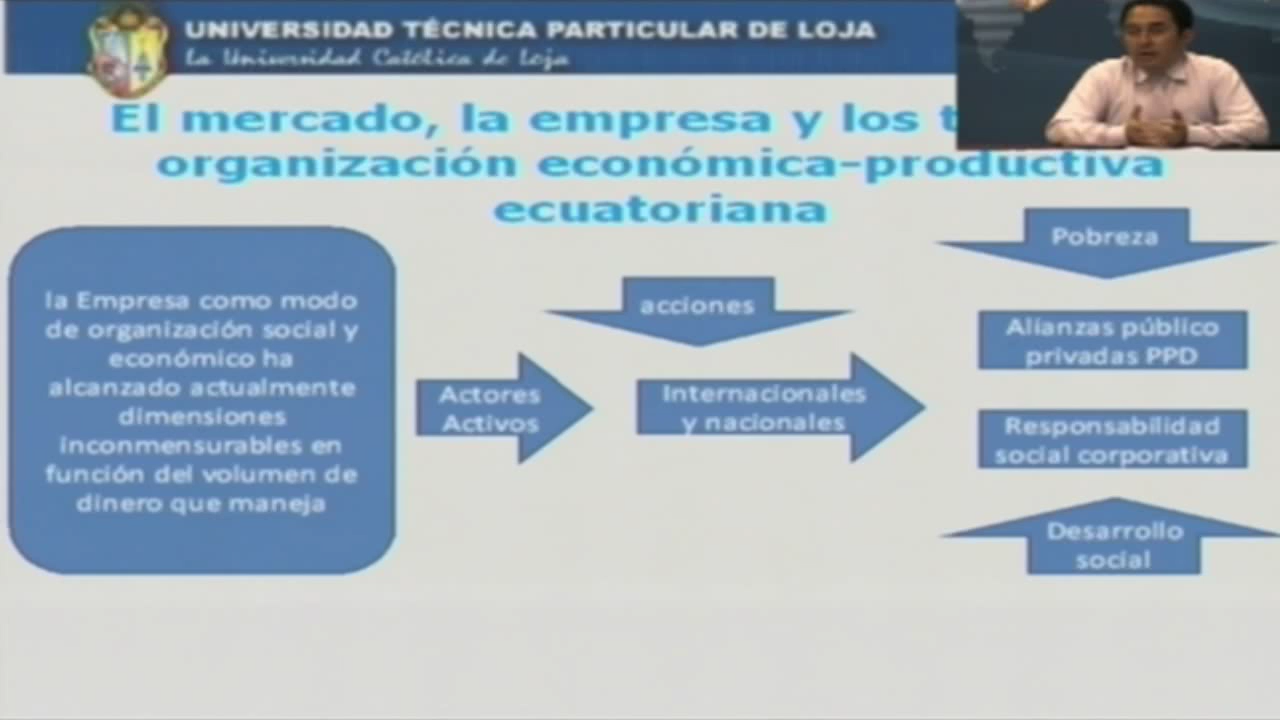 UNIVERSIDAD TÉCNICA PARTICULAR DE LOJA
La Universidad Católica de Loja
El mercado, la empresa y los t
organización económica-productiva
ecuatoriana
la Empresa como modo
de organización social y
económico ha
alcanzado actualmente
dimensiones
inconmensurables en
función del volumen de
dinero que maneja
Actores
Activos
acciones
Internacionales
y nacionales
Pobreza
Alianzas público
privadas PPD
Responsabilidad
social corporativa
Desarrollo
social